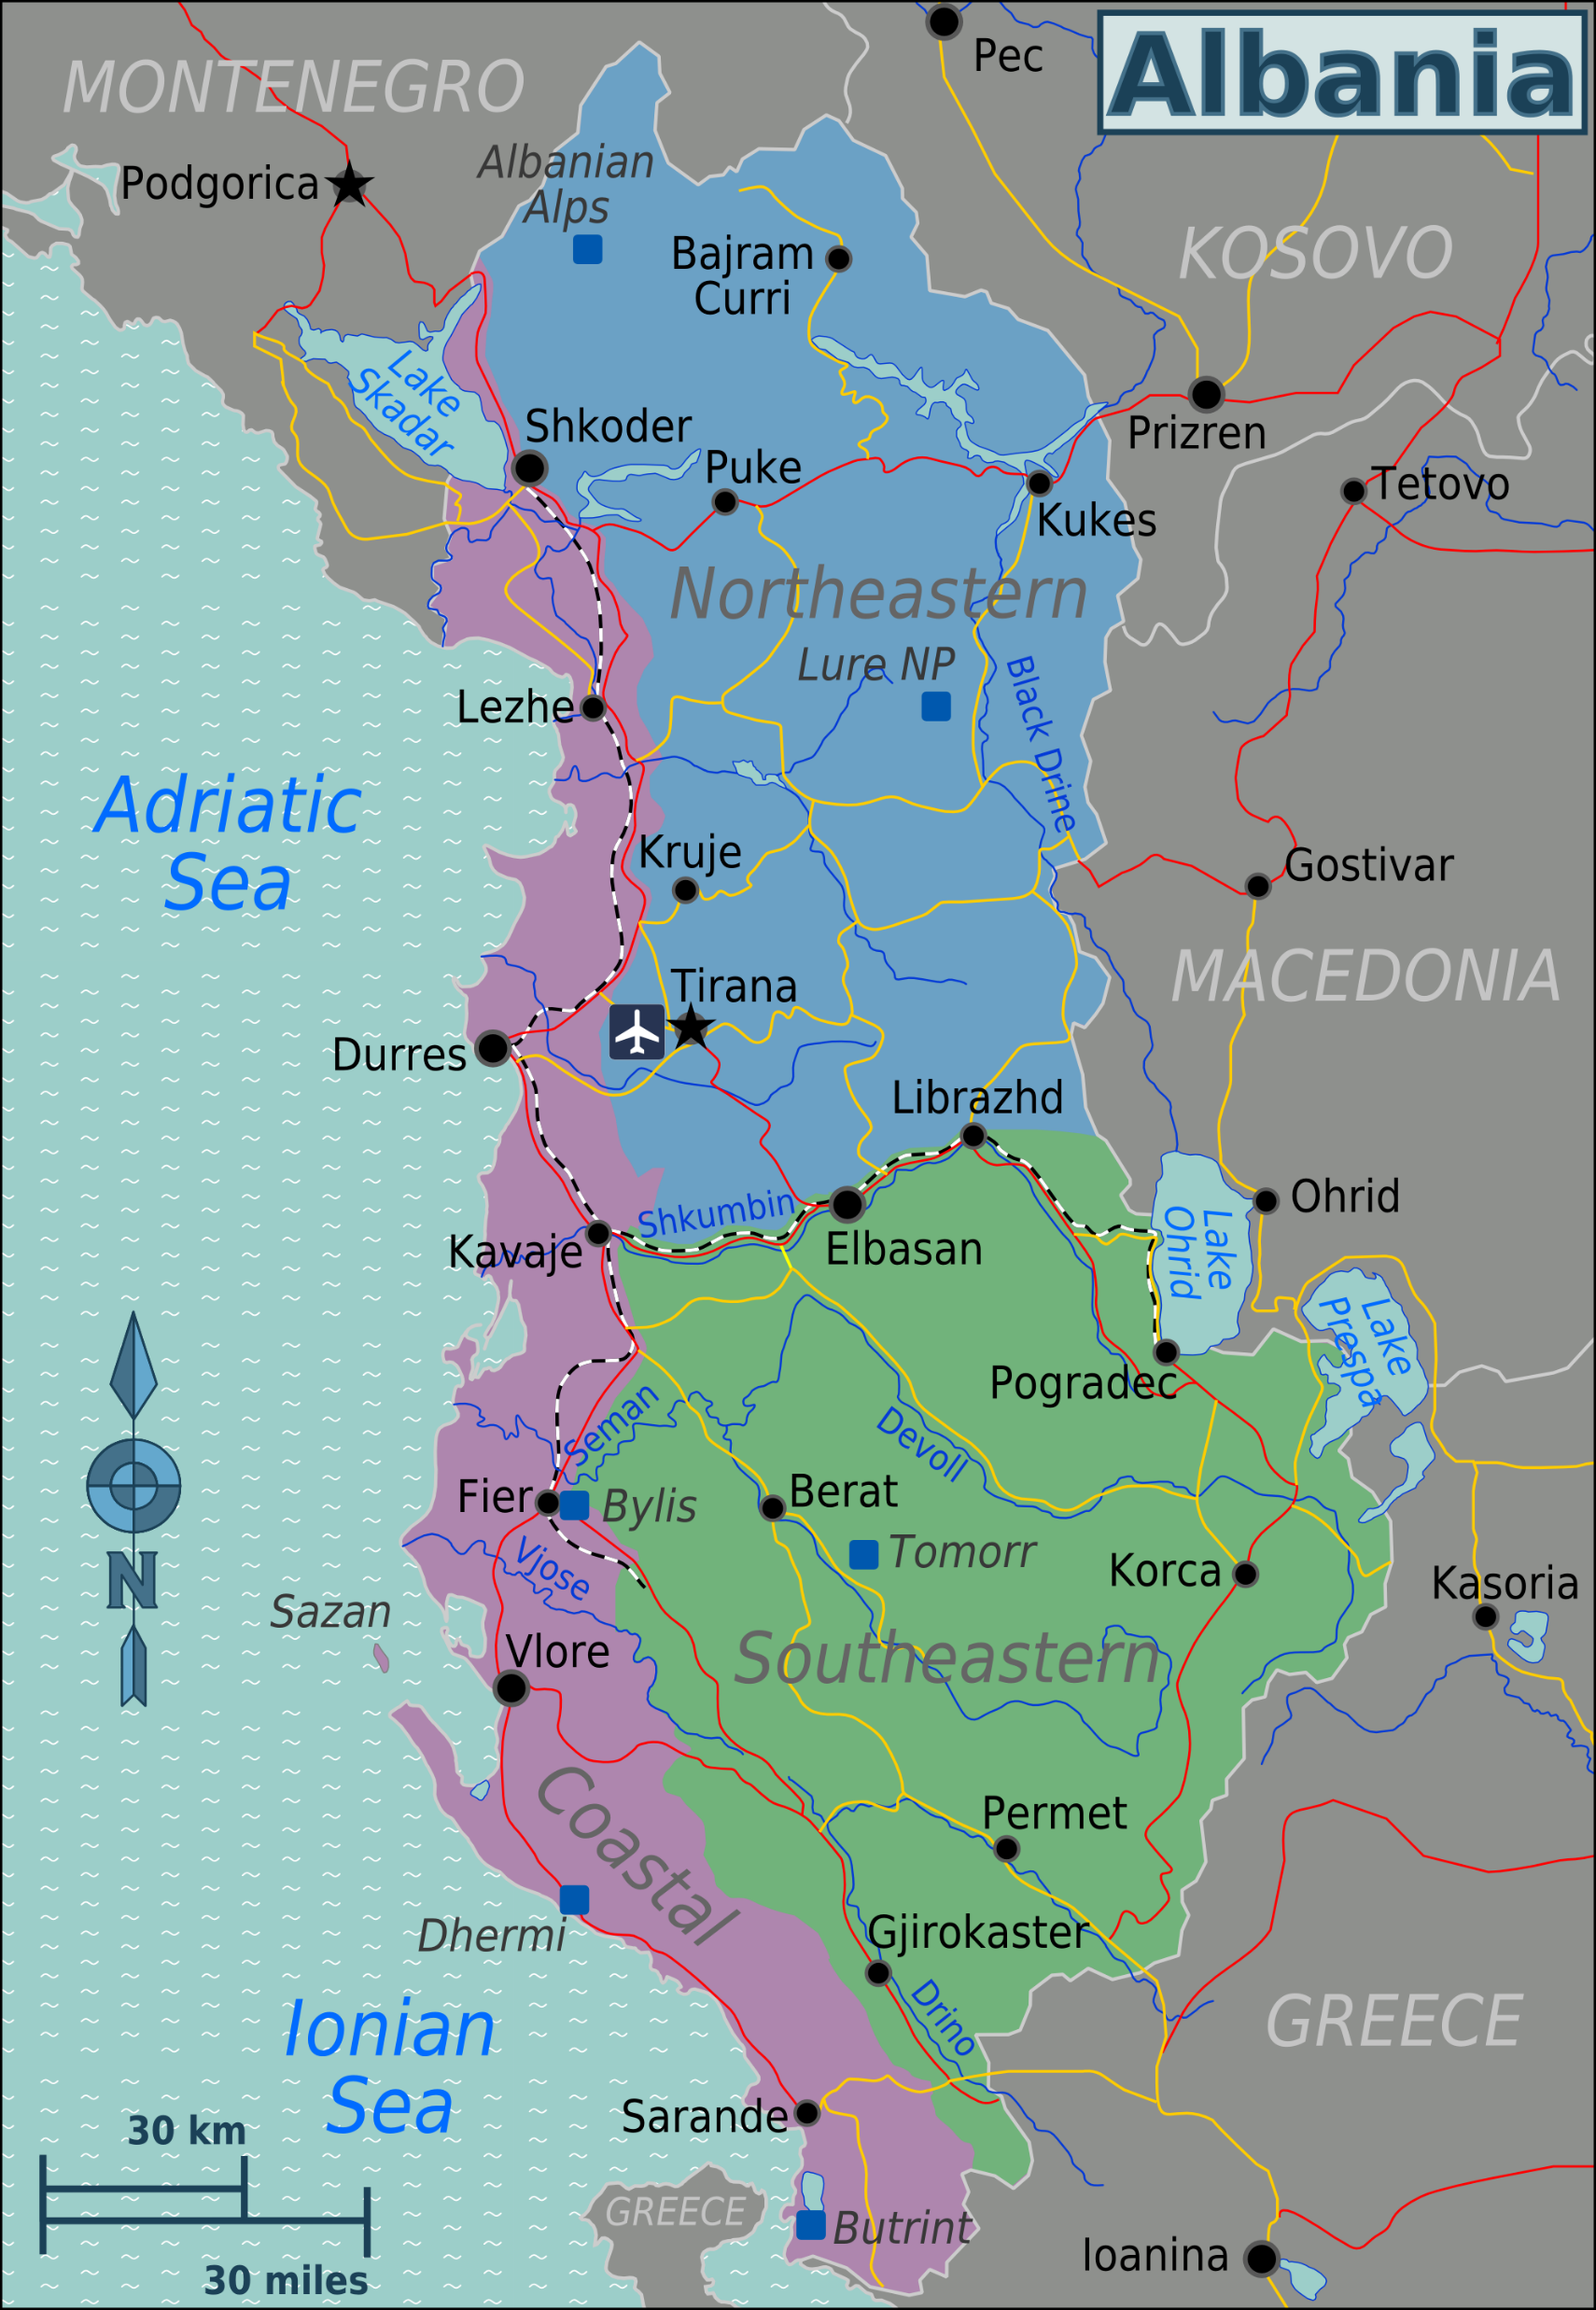 Albania
Pec
MONTENEGRO
Podgorica
Albanian
Alps
Bajram
Curri
KOSOVO
Lake
Skadar
Shkoder
Puke
Prizren
Tetovo
Kukes
Northeastern
Lure NP
Black Drine
Lezhe
Adriatic
Sea
Kruje
Gostivar
MACEDONIA
Tirana
Durres
Librazhd
Shkumbin
Ohrid
Kavaje
Elbasan
Lake
Ohrid
Lake
Prespa
Pogradec
Seman
Devoll
Fier
Bylis
Berat
N
Vjose
Tomorr
Korca
Kasoria
Sazan
Vlore
Southeastern
Coastal
Permet
Dhermi
Gjirokaster
Drino
GREECE
Ionian
Sea
Sarande
30 km
GREECE
Butrint
Ioanina
30 miles